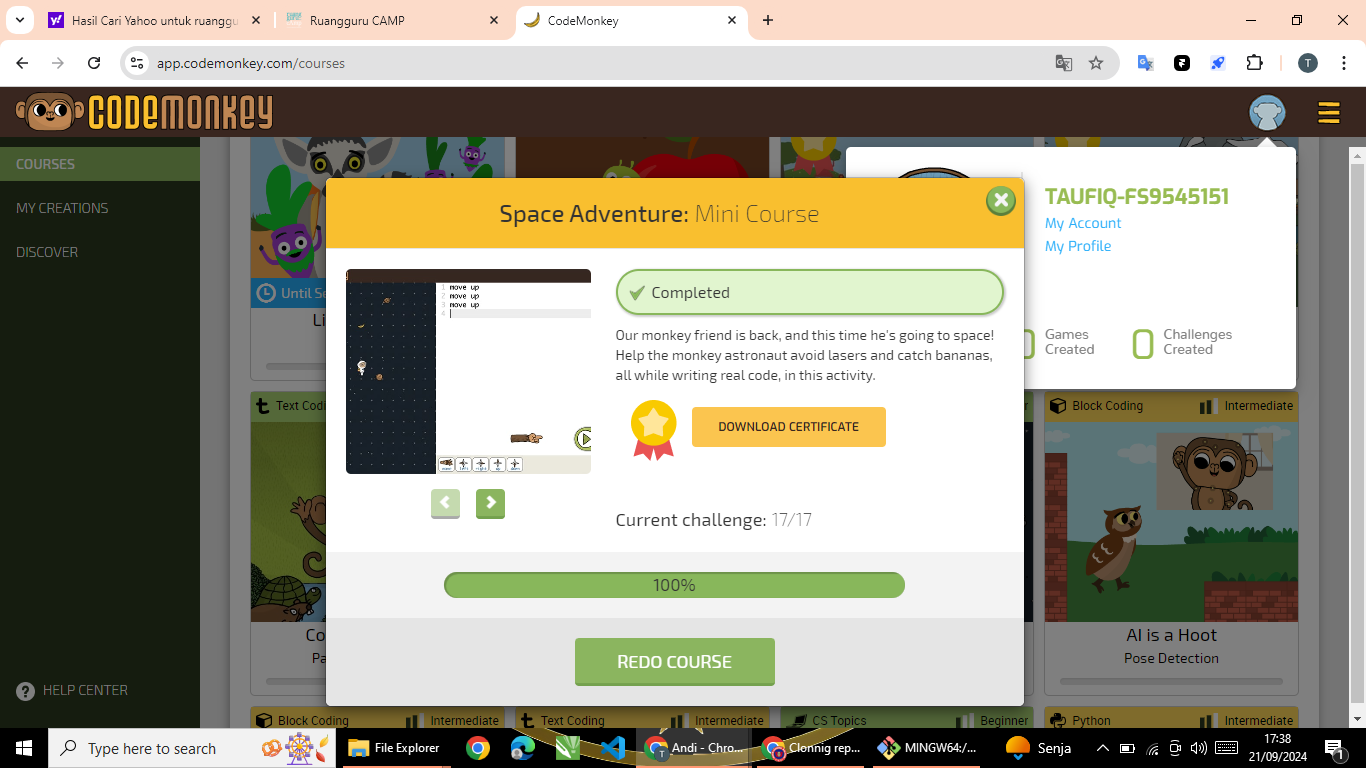 Hasil Cari Yahoo untuk ruanggu
Ruangguru CAMP
CodeMonkey
app.codemonkey.com/courses
T
CODEMONKEY
COURSES
MY CREATIONS
DISCOVER
HELP CENTER
TAUFIQ-FS9545151
My Account
My Profile
Games
Created
0
Challenges
Created
Space Adventure: Mini Course
1 move up
2 move up
3 move up
4
Completed
Our monkey friend is back, and this time he's going to space!
Help the monkey astronaut avoid lasers and catch bananas,
all while writing real code, in this activity.
DOWNLOAD CERTIFICATE
Current challenge: 17/17
100%
REDO COURSE
Until Se
Li
Text Codi
Co
Pa
Block Coding
Intermediate
AI is a Hoot
Pose Detection
Block Coding
Intermediate
Text Coding
Intermediate
CS Topics
Beginner
Python
Intermediate
Type here to search
File Explorer
Andi - Chro...
Clonnig rep...
MINGW64:/...
Senja
17:38
21/09/2024
1